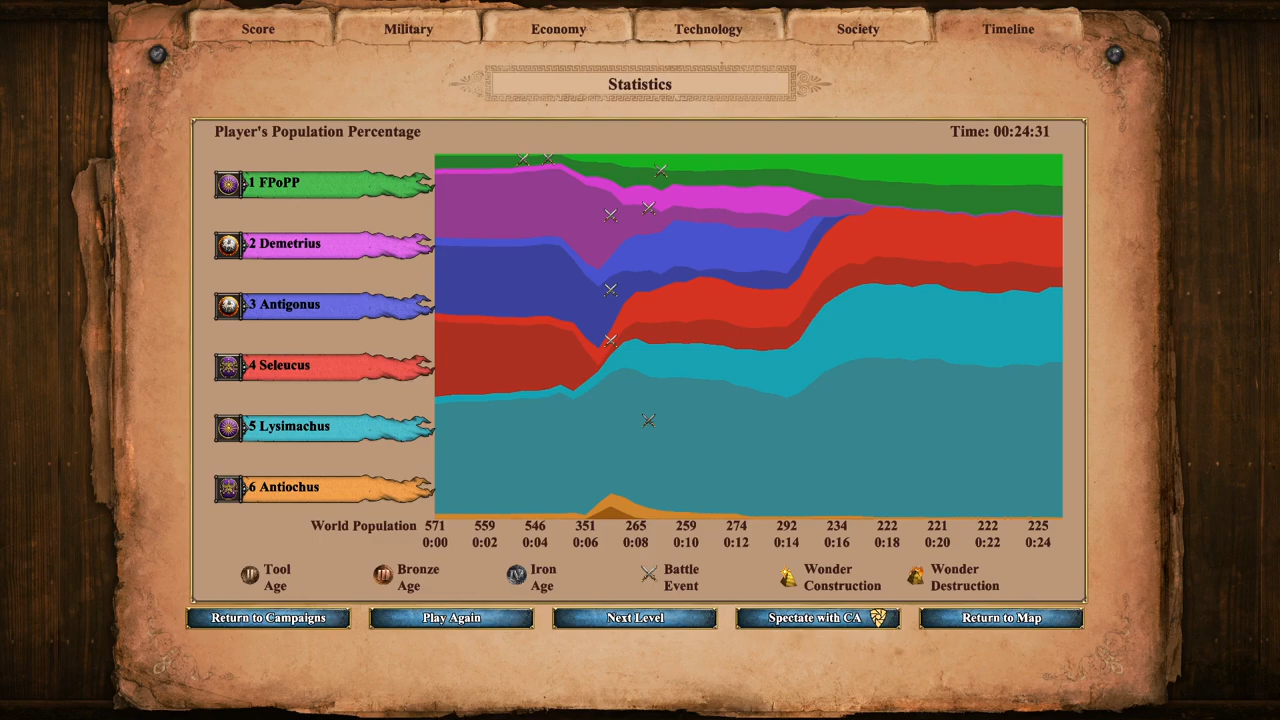 Score Military Economy Technology Society Timeline
Statistics
Player's Population Percentage Time: 00:24:31
1 FPoPP
2 Demetrius
3 Antigonus
4 Seleucus
5 Lysimachus
6 Antiochus
World Population 571 559 546 351 265 259 274 292 234 222 221 222 225
0:00 0:02 0:04 0:06 0:08 0:10 0:12 0:14 0:16 0:18 0:20 0:22 0:24
II Tool Age
III Bronze Age
IV Iron Age
Battle Event
Wonder Construction
Wonder Destruction
Return to Campaigns Play Again Next Level Spectate with CA Return to Map